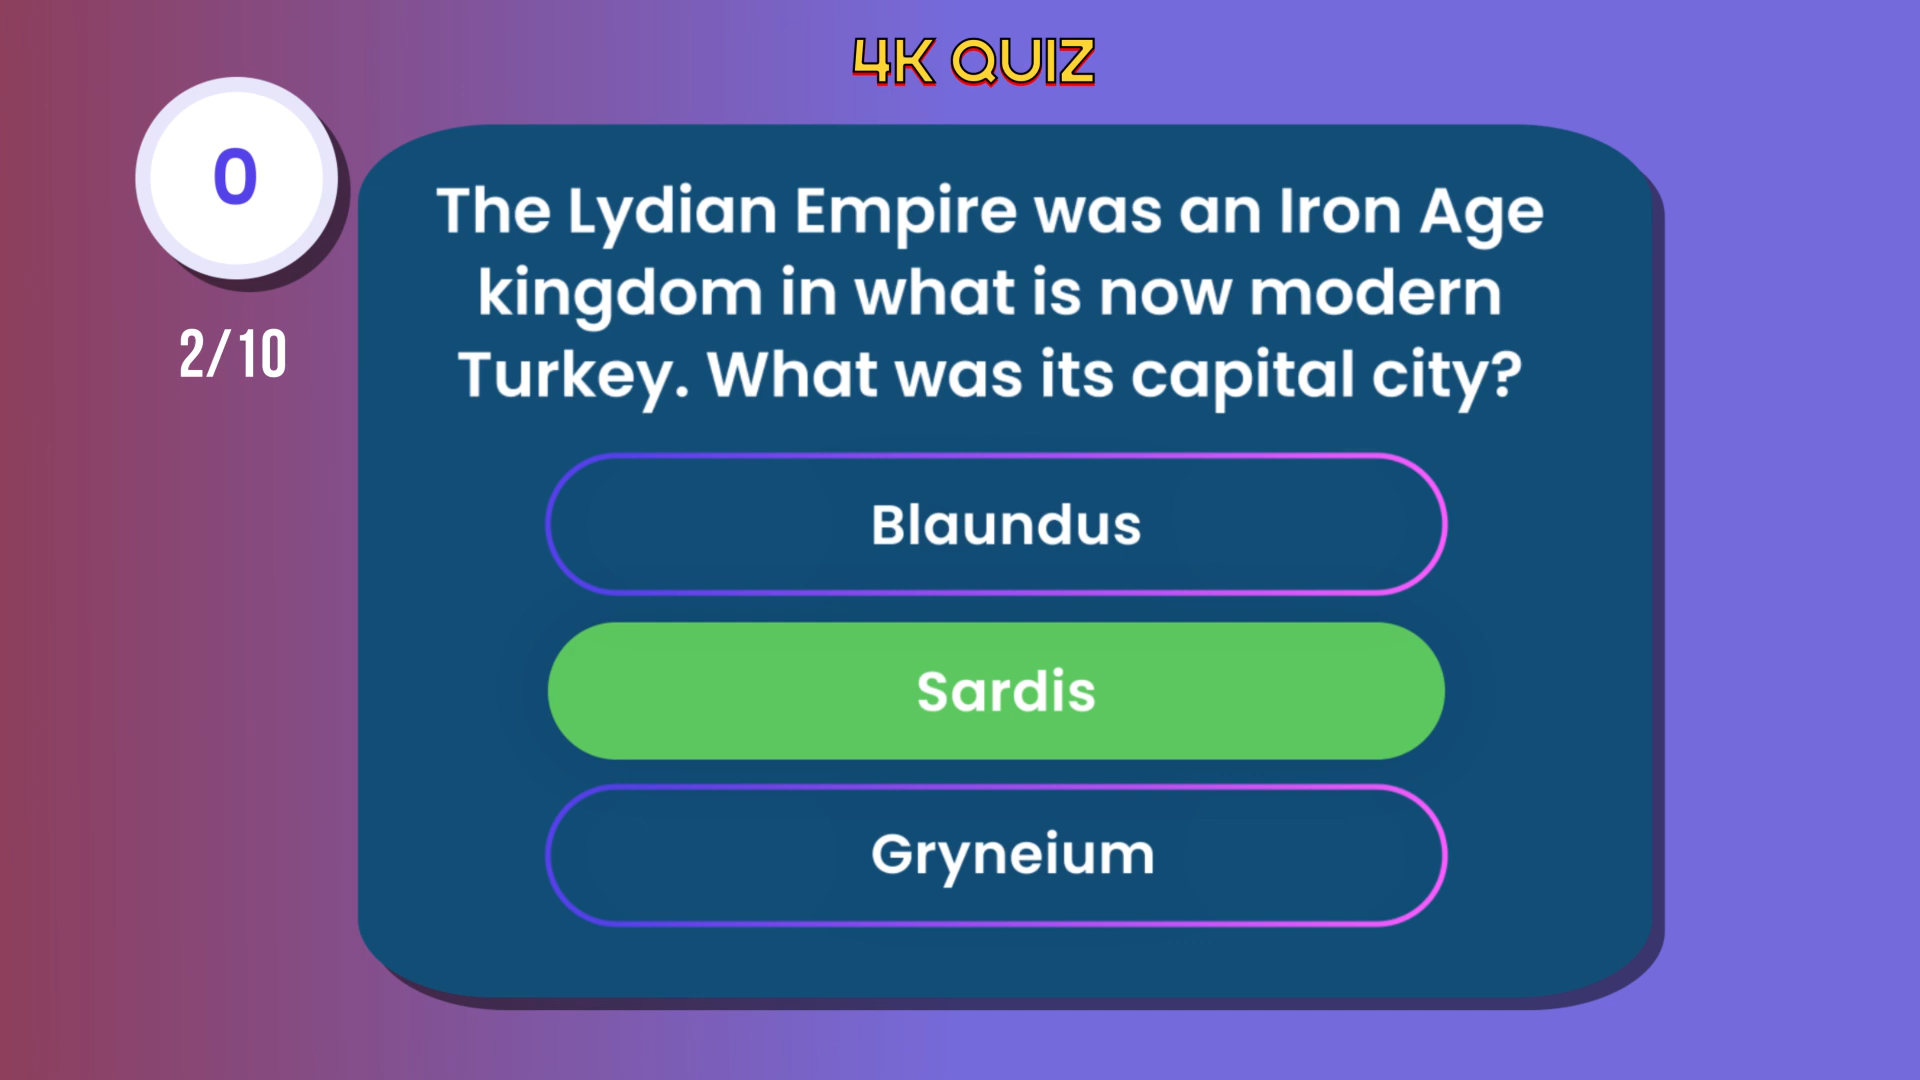 4K QUIZ
0
2/10
The Lydian Empire was an Iron Age
kingdom in what is now modern
Turkey. What was its capital city?
Blaundus
Sardis
Gryneium